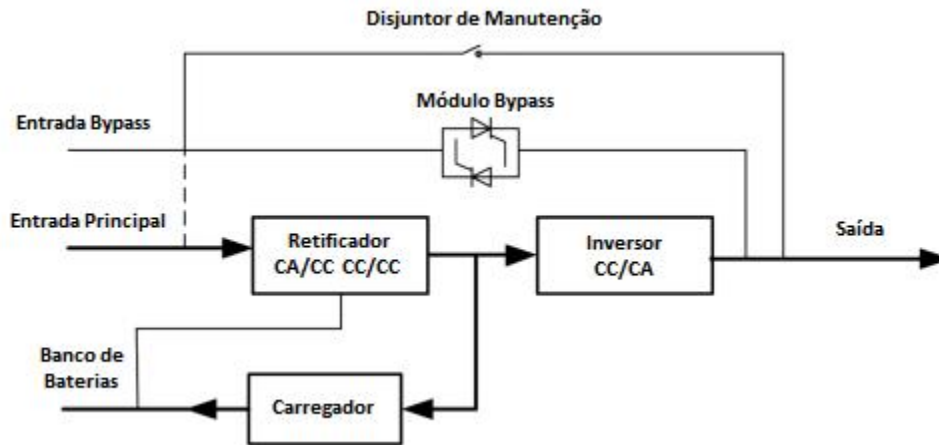 Disjuntor de Manutenção
Módulo Bypass
Entrada Bypass
Entrada Principal
Retificador
CA/CC CC/CC
Inversor
CC/CA
Saída
Banco de
Baterias
Carregador